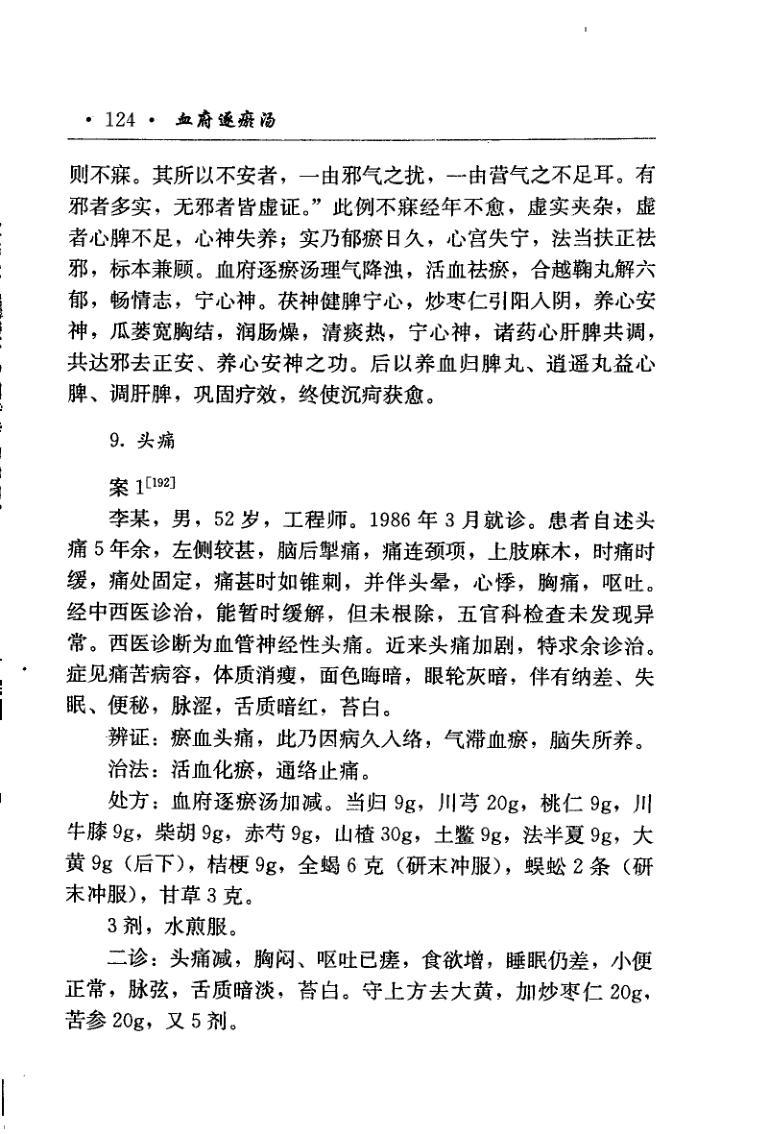 · 124 · 血府逐瘀汤
则不寐。其所以不安者，一由邪气之扰，一由营气之不足耳。有
邪者多实，无邪者皆虚证。”此例不寐经年不愈，虚实夹杂，虚
者心脾不足，心神失养；实乃郁瘀日久，心宫失宁，法当扶正祛
邪，标本兼顾。血府逐瘀汤理气降浊，活血祛瘀，合越鞠丸解六
郁，畅情志，宁心神。茯神健脾宁心，炒枣仁引阳人阴，养心安
神，瓜蒌宽胸结，润肠燥，清痰热，宁心神，诸药心肝脾共调，
共达邪去正安、养心安神之功。后以养血归脾丸、逍遥丸益心
脾、调肝脾，巩固疗效，终使沉疴获愈。
9. 头痛
案 1[192]
李某，男，52 岁，工程师。1986 年 3 月就诊。患者自述头
痛 5 年余，左侧较甚，脑后掣痛，痛连颈项，上肢麻木，时痛时
缓，痛处固定，痛甚时如锥刺，并伴头晕，心悸，胸痛，呕吐。
经中西医诊治，能暂时缓解，但未根除，五官科检查未发现异
常。西医诊断为血管神经性头痛。近来头痛加剧，特求余诊治。
症见痛苦病容，体质消瘦，面色晦暗，眼轮灰暗，伴有纳差、失
眠、便秘，脉涩，舌质暗红，苔白。
辨证：瘀血头痛，此乃因病久入络，气滞血瘀，脑失所养。
治法：活血化瘀，通络止痛。
处方：血府逐瘀汤加减。当归 9g，川芎 20g，桃仁 9g，川
牛膝 9g，柴胡 9g，赤芍 9g，山楂 30g，土鳖 9g，法半夏 9g，大
黄 9g（后下），桔梗 9g，全蝎 6 克（研末冲服），蜈蚣 2 条（研
末冲服），甘草 3 克。
3 剂，水煎服。
二诊：头痛减，胸闷、呕吐已瘥，食欲增，睡眠仍差，小便
正常，脉弦，舌质暗淡，苔白。守上方去大黄，加炒枣仁 20g，
苦参 20g，又 5 剂。